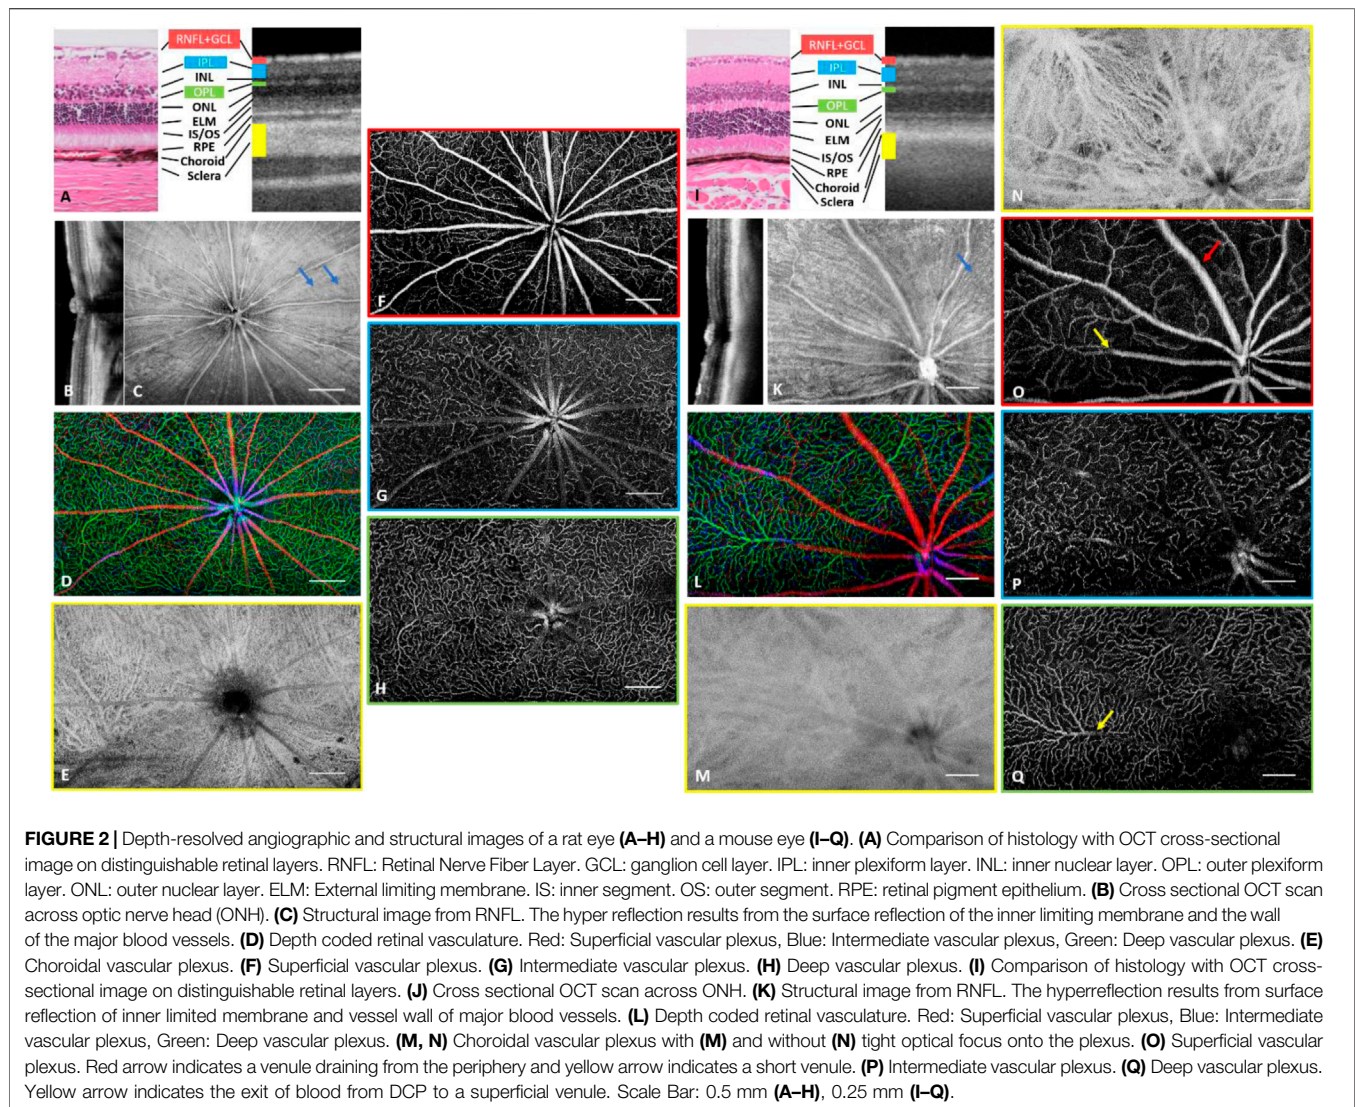 RNFL+GCL
IPL
INL
OPL
ONL
ELM
IS/OS
RPE
Choroid
Sclera
A
B
C
D
E
F
G
H
RNFL+GCL
IPL
INL
OPL
ONL
ELM
IS/OS
RPE
Choroid
Sclera
I
J
K
L
M
N
O
P
Q
FIGURE 2 | Depth-resolved angiographic and structural images of a rat eye (A–H) and a mouse eye (I–Q). (A) Comparison of histology with OCT cross-sectional
image on distinguishable retinal layers. RNFL: Retinal Nerve Fiber Layer. GCL: ganglion cell layer. IPL: inner plexiform layer. INL: inner nuclear layer. OPL: outer plexiform
layer. ONL: outer nuclear layer. ELM: External limiting membrane. IS: inner segment. OS: outer segment. RPE: retinal pigment epithelium. (B) Cross sectional OCT scan
across optic nerve head (ONH). (C) Structural image from RNFL. The hyper reflection results from the surface reflection of the inner limiting membrane and the wall
of the major blood vessels. (D) Depth coded retinal vasculature. Red: Superficial vascular plexus, Blue: Intermediate vascular plexus, Green: Deep vascular plexus. (E)
Choroidal vascular plexus. (F) Superficial vascular plexus. (G) Intermediate vascular plexus. (H) Deep vascular plexus. (I) Comparison of histology with OCT cross-
sectional image on distinguishable retinal layers. (J) Cross sectional OCT scan across ONH. (K) Structural image from RNFL. The hyperreflection results from surface
reflection of inner limited membrane and vessel wall of major blood vessels. (L) Depth coded retinal vasculature. Red: Superficial vascular plexus, Blue: Intermediate
vascular plexus, Green: Deep vascular plexus. (M, N) Choroidal vascular plexus with (M) and without (N) tight optical focus onto the plexus. (O) Superficial vascular
plexus. Red arrow indicates a venule draining from the periphery and yellow arrow indicates a short venule. (P) Intermediate vascular plexus. (Q) Deep vascular plexus.
Yellow arrow indicates the exit of blood from DCP to a superficial venule. Scale Bar: 0.5 mm (A–H), 0.25 mm (I–Q).